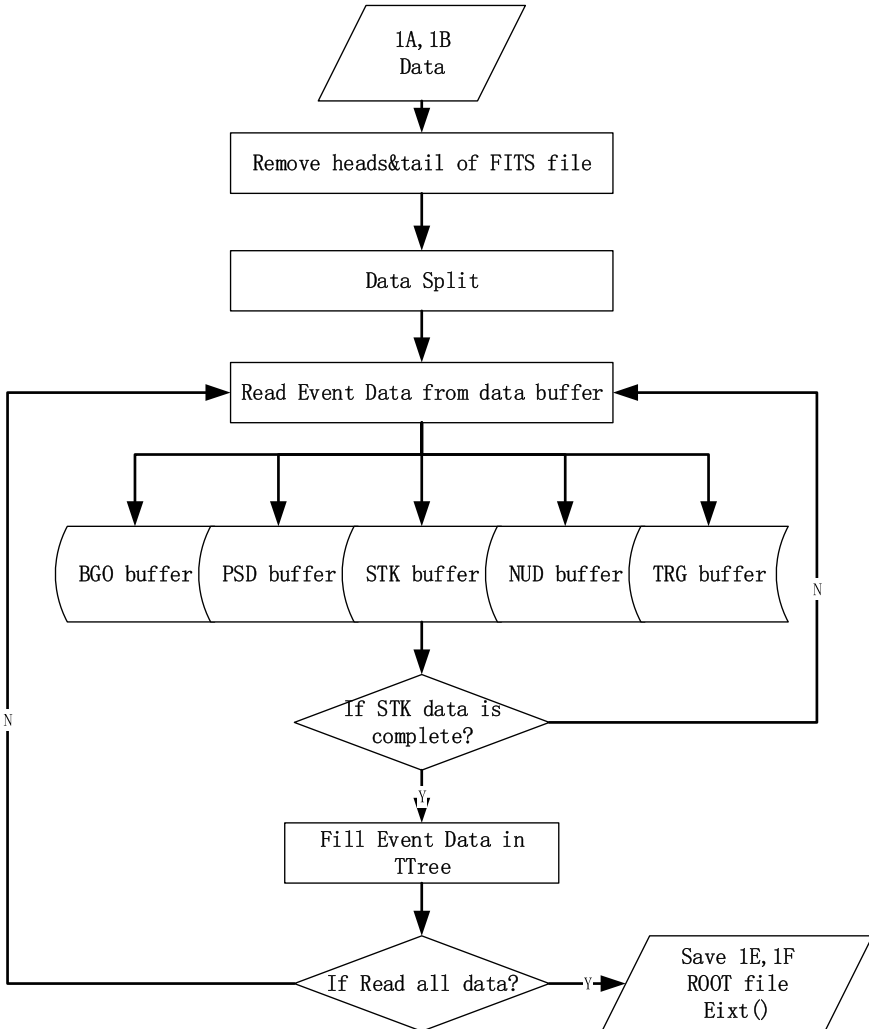 1A,1B
Data
Remove heads&tail of FITS file
Data Split
Read Event Data from data buffer
BGO buffer
PSD buffer
STK buffer
NUD buffer
TRG buffer
N
If STK data is
complete?
N
Y
Fill Event Data in
TTree
If Read all data?
Y
Save 1E,1F
ROOT file
Eixt()